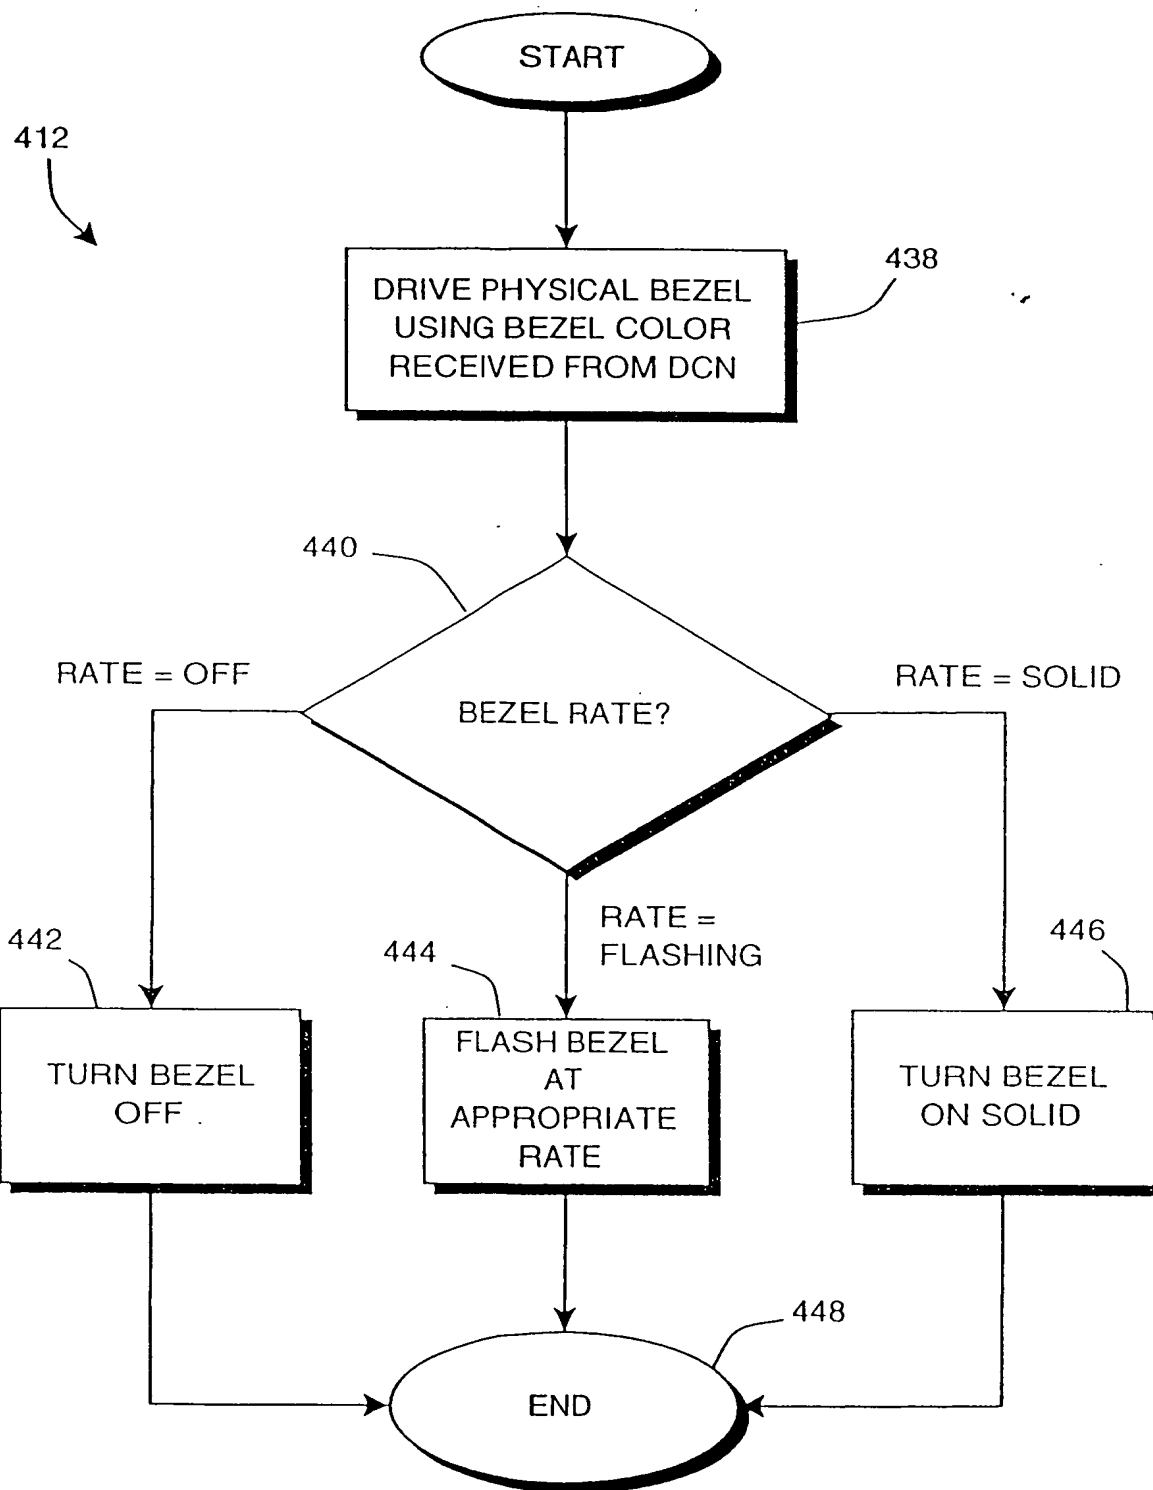 START
412
438
DRIVE PHYSICAL BEZEL
USING BEZEL COLOR
RECEIVED FROM DCN
440
RATE = OFF
RATE = SOLID
BEZEL RATE?
RATE =
FLASHING
442
444
446
TURN BEZEL
OFF
FLASH BEZEL
AT
APPROPRIATE
RATE
TURN BEZEL
ON SOLID
448
END